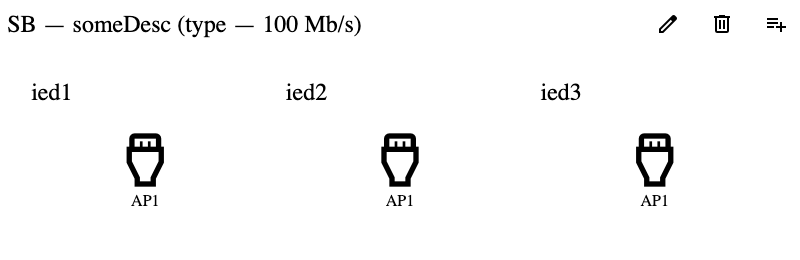 SB — someDesc (type — 100 Mb/s)
ied1 ied2 ied3
AP1 AP1 AP1